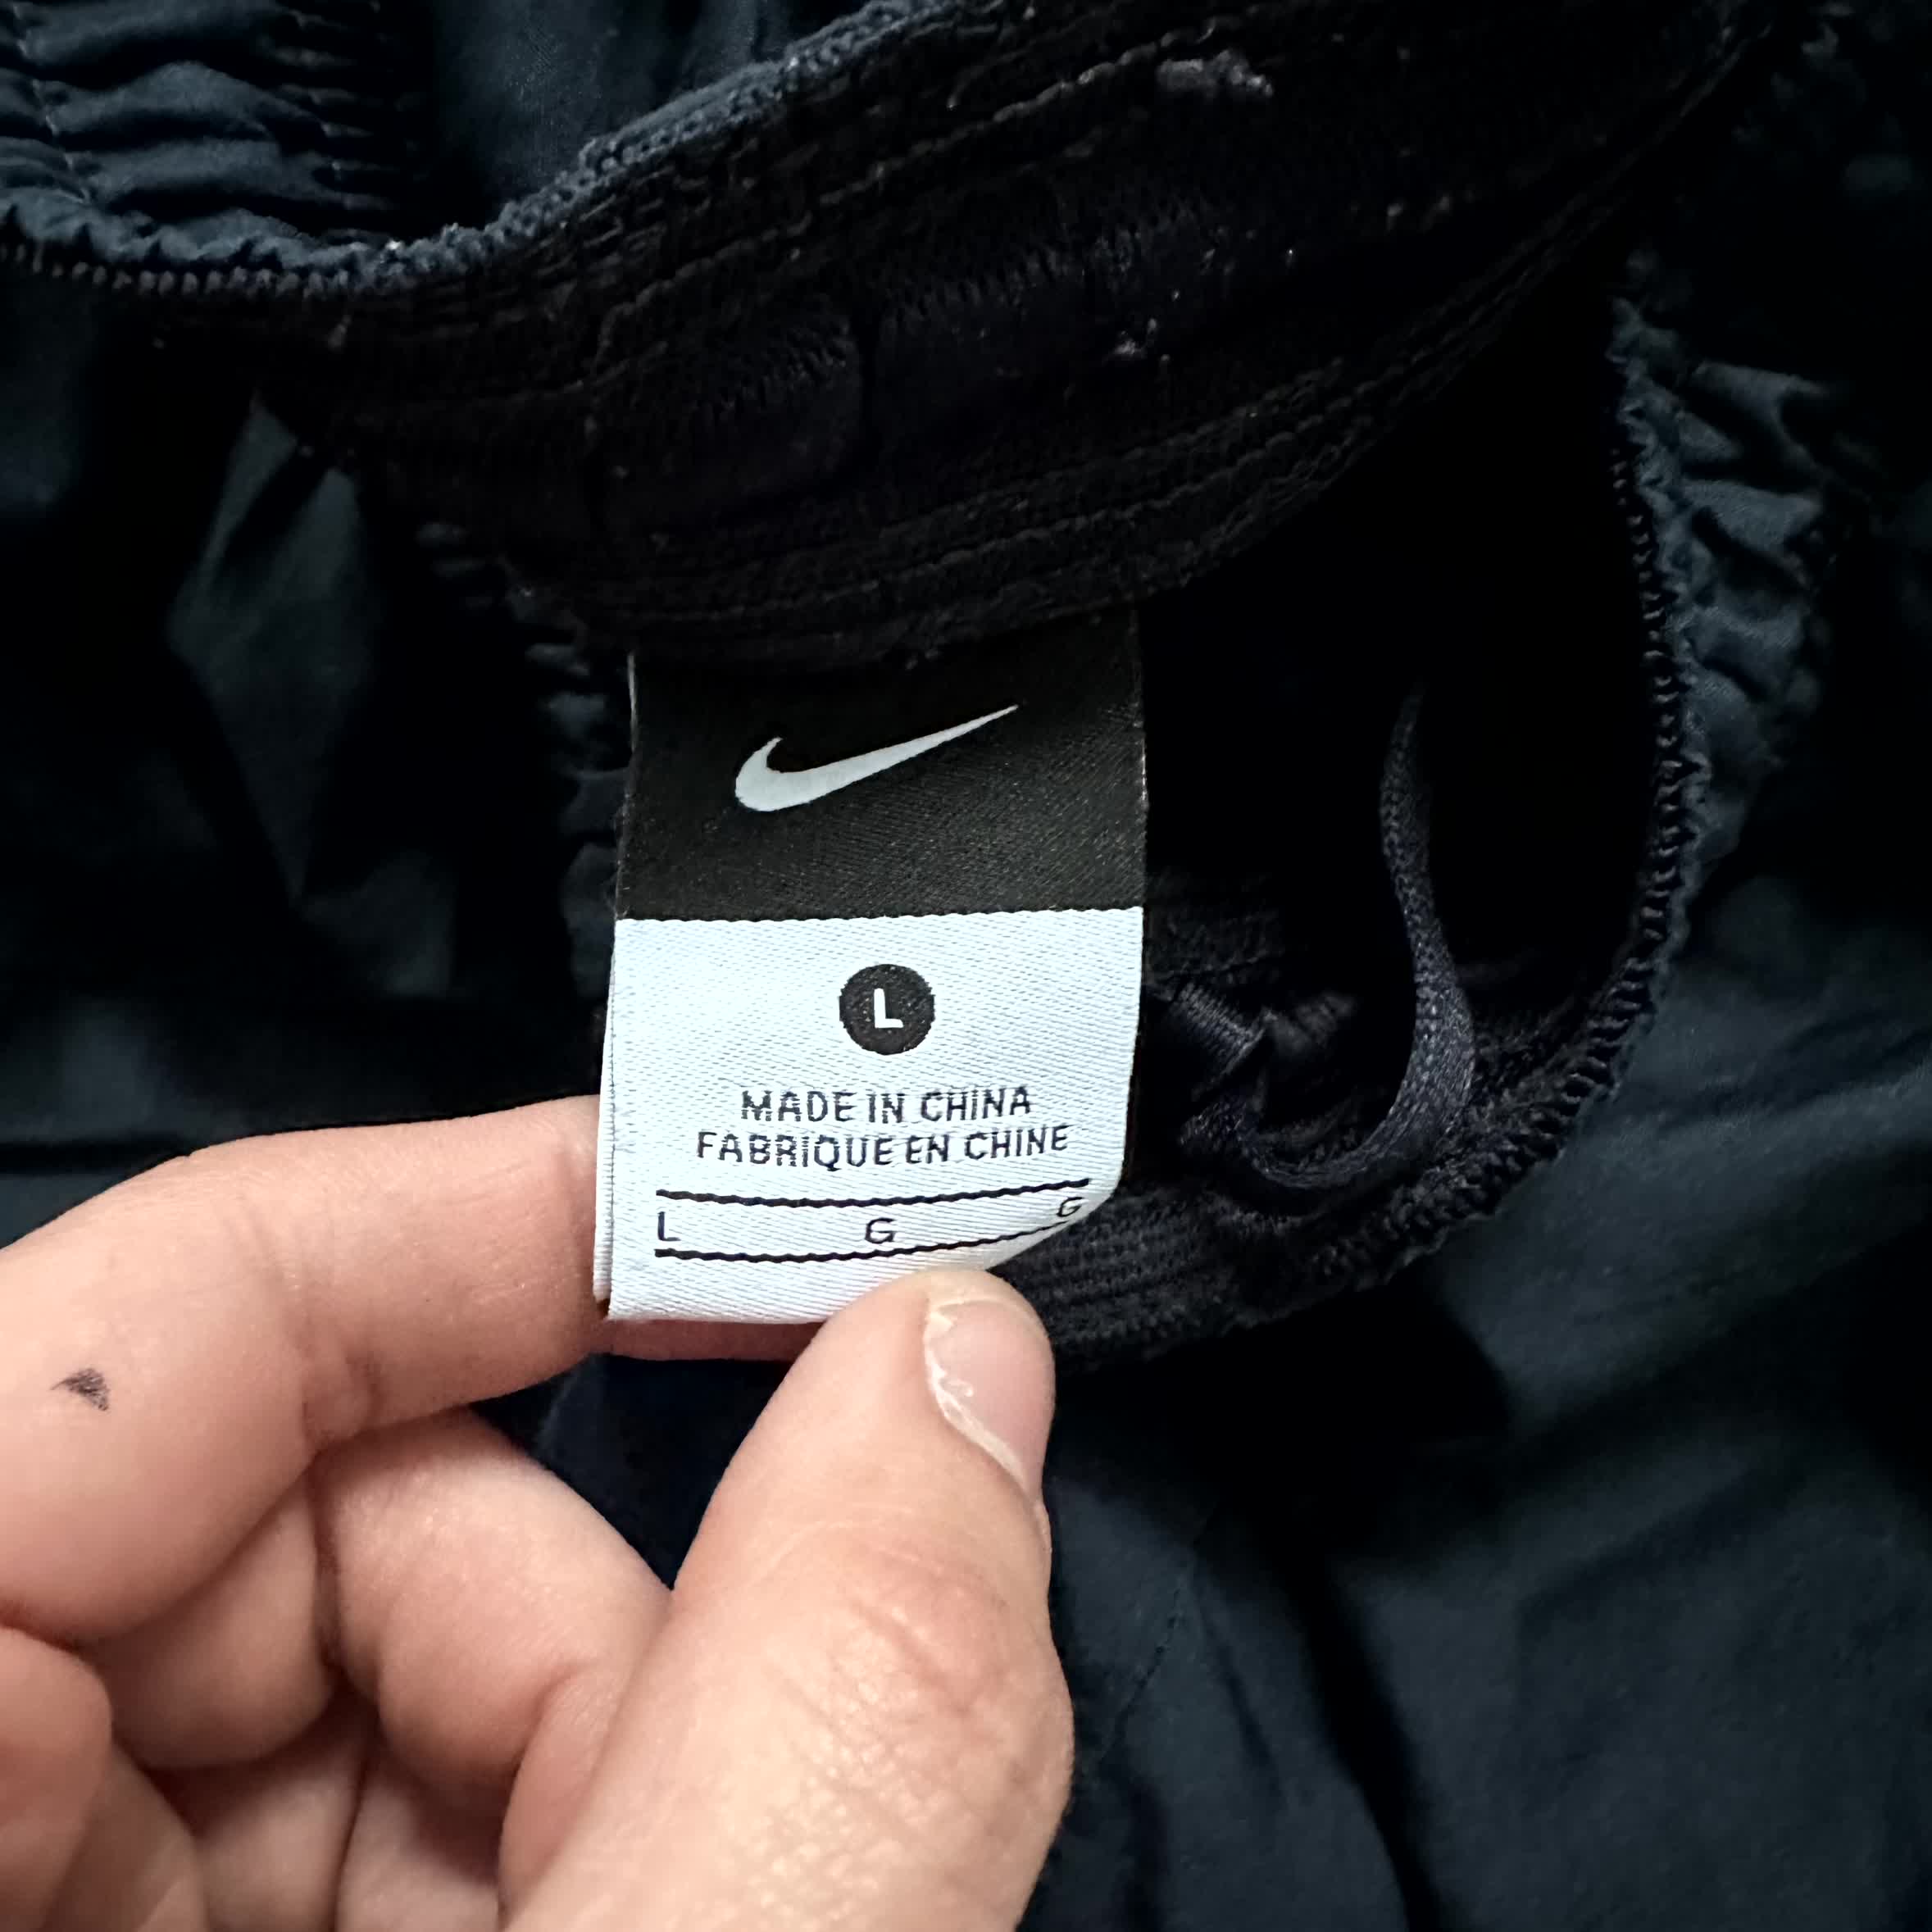 L
MADE IN CHINA
FABRIQUE EN CHINE
L G G